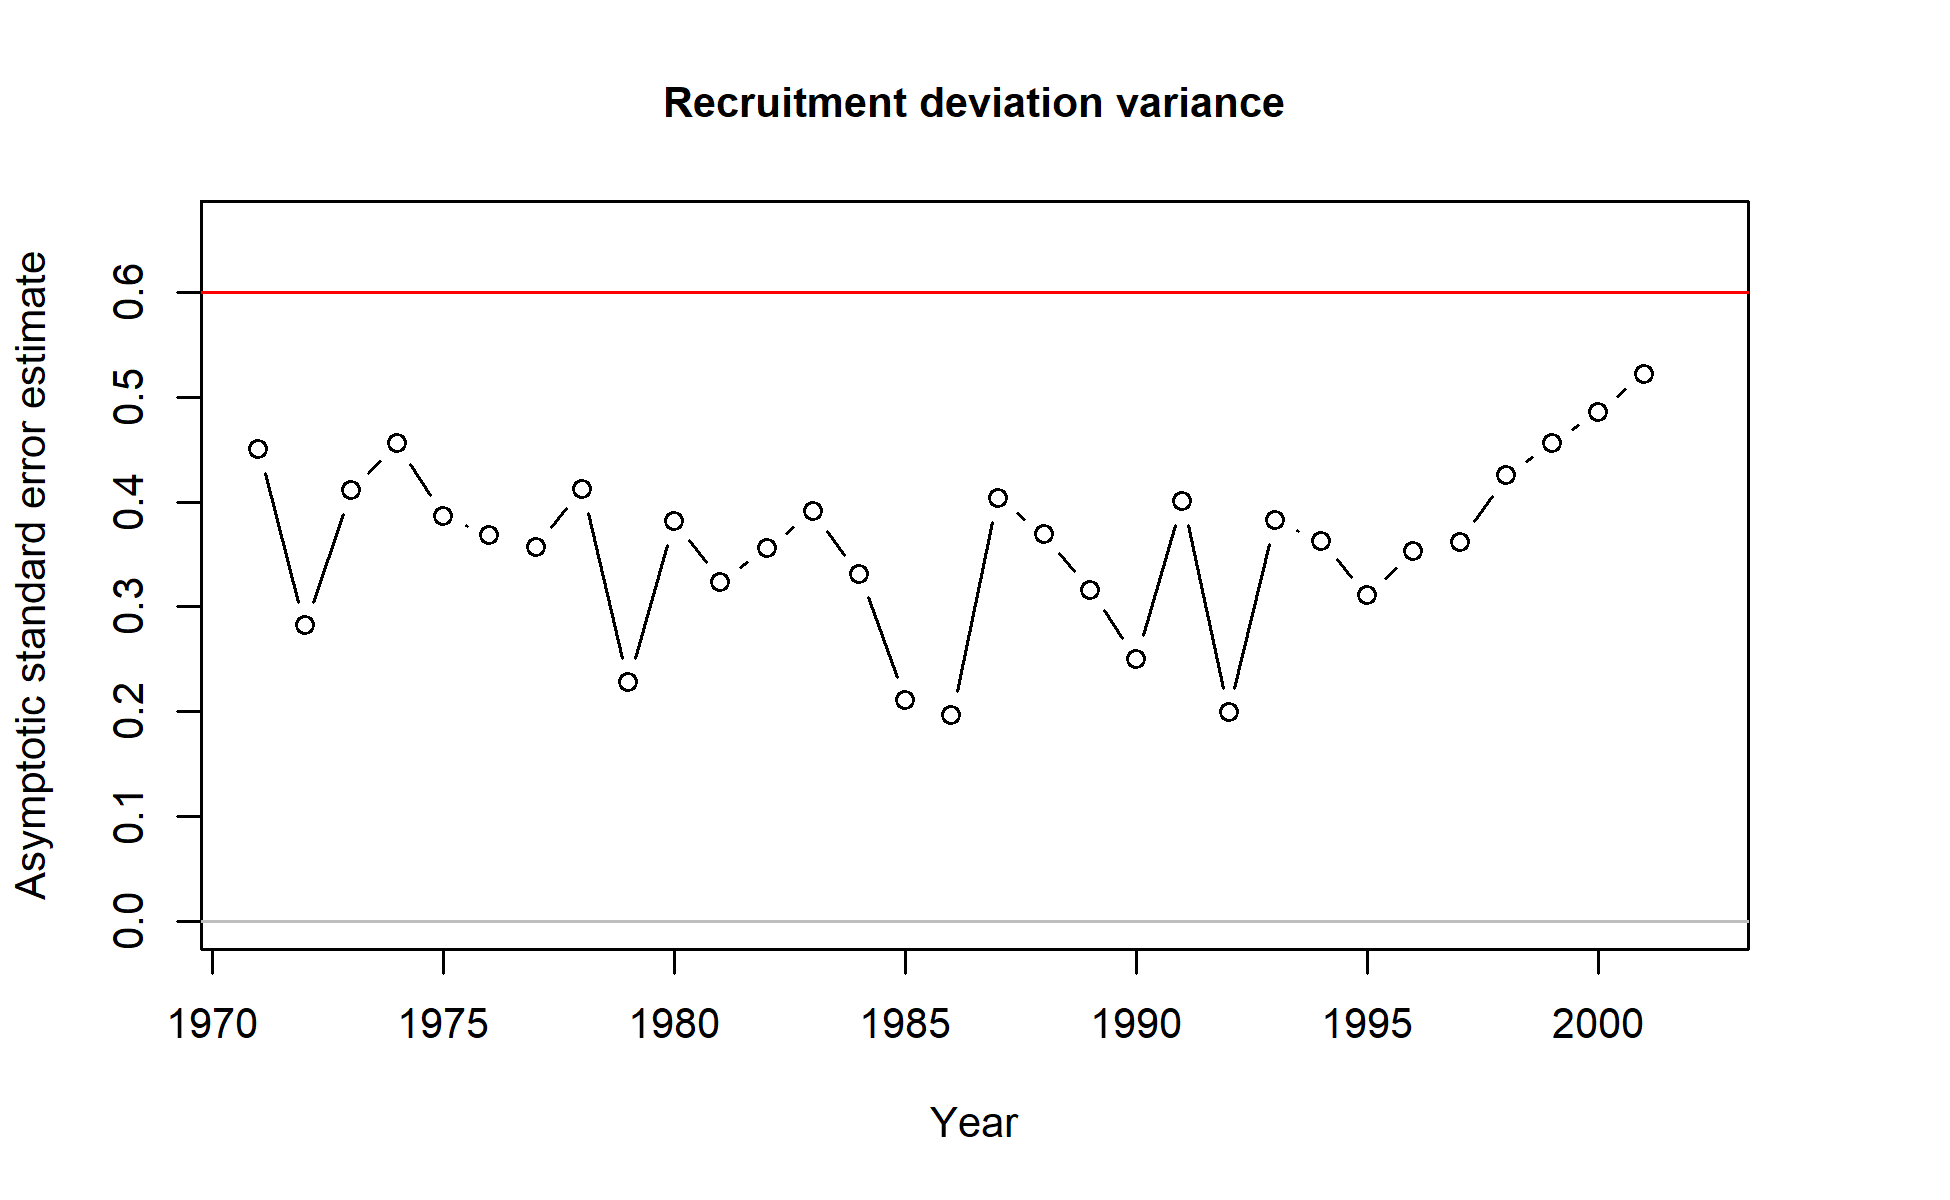 Recruitment deviation variance
Asymptotic standard error estimate
0.6
0.5
0.4
0.3
0.2
0.1
0.0
1970 1975 1980 1985 1990 1995 2000
Year